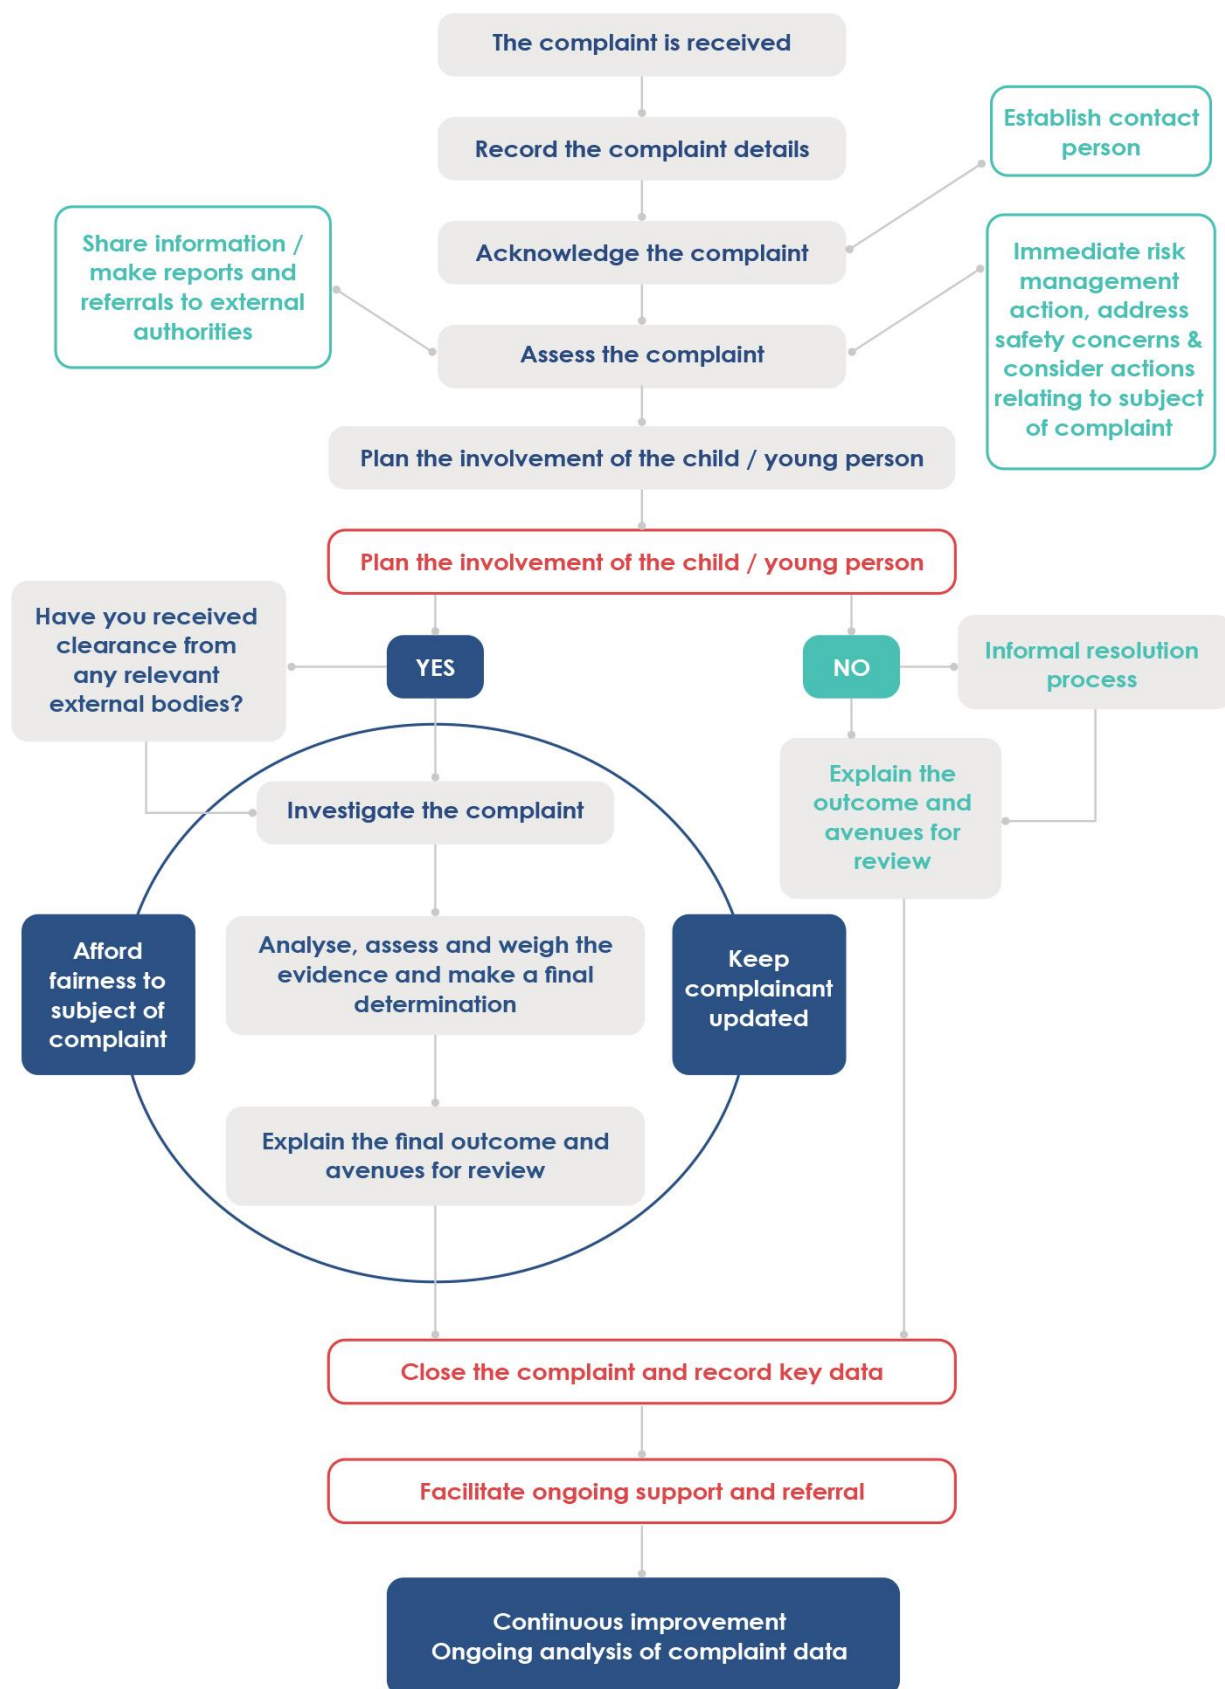 The complaint is received
Record the complaint details
Establish contact
person
Acknowledge the complaint
Share information /
make reports and
referrals to external
authorities
Immediate risk
management
action, address
safety concerns &
consider actions
relating to subject
of complaint
Assess the complaint
Plan the involvement of the child / young person
Plan the involvement of the child / young person
Have you received
clearance from
any relevant
external bodies?
YES
NO
Informal resolution
process
Explain the
outcome and
avenues for
review
Investigate the complaint
Afford
fairness to
subject of
complaint
Analyse, assess and weigh the
evidence and make a final
determination
Keep
complainant
updated
Explain the final outcome and
avenues for review
Close the complaint and record key data
Facilitate ongoing support and referral
Continuous improvement
Ongoing analysis of complaint data